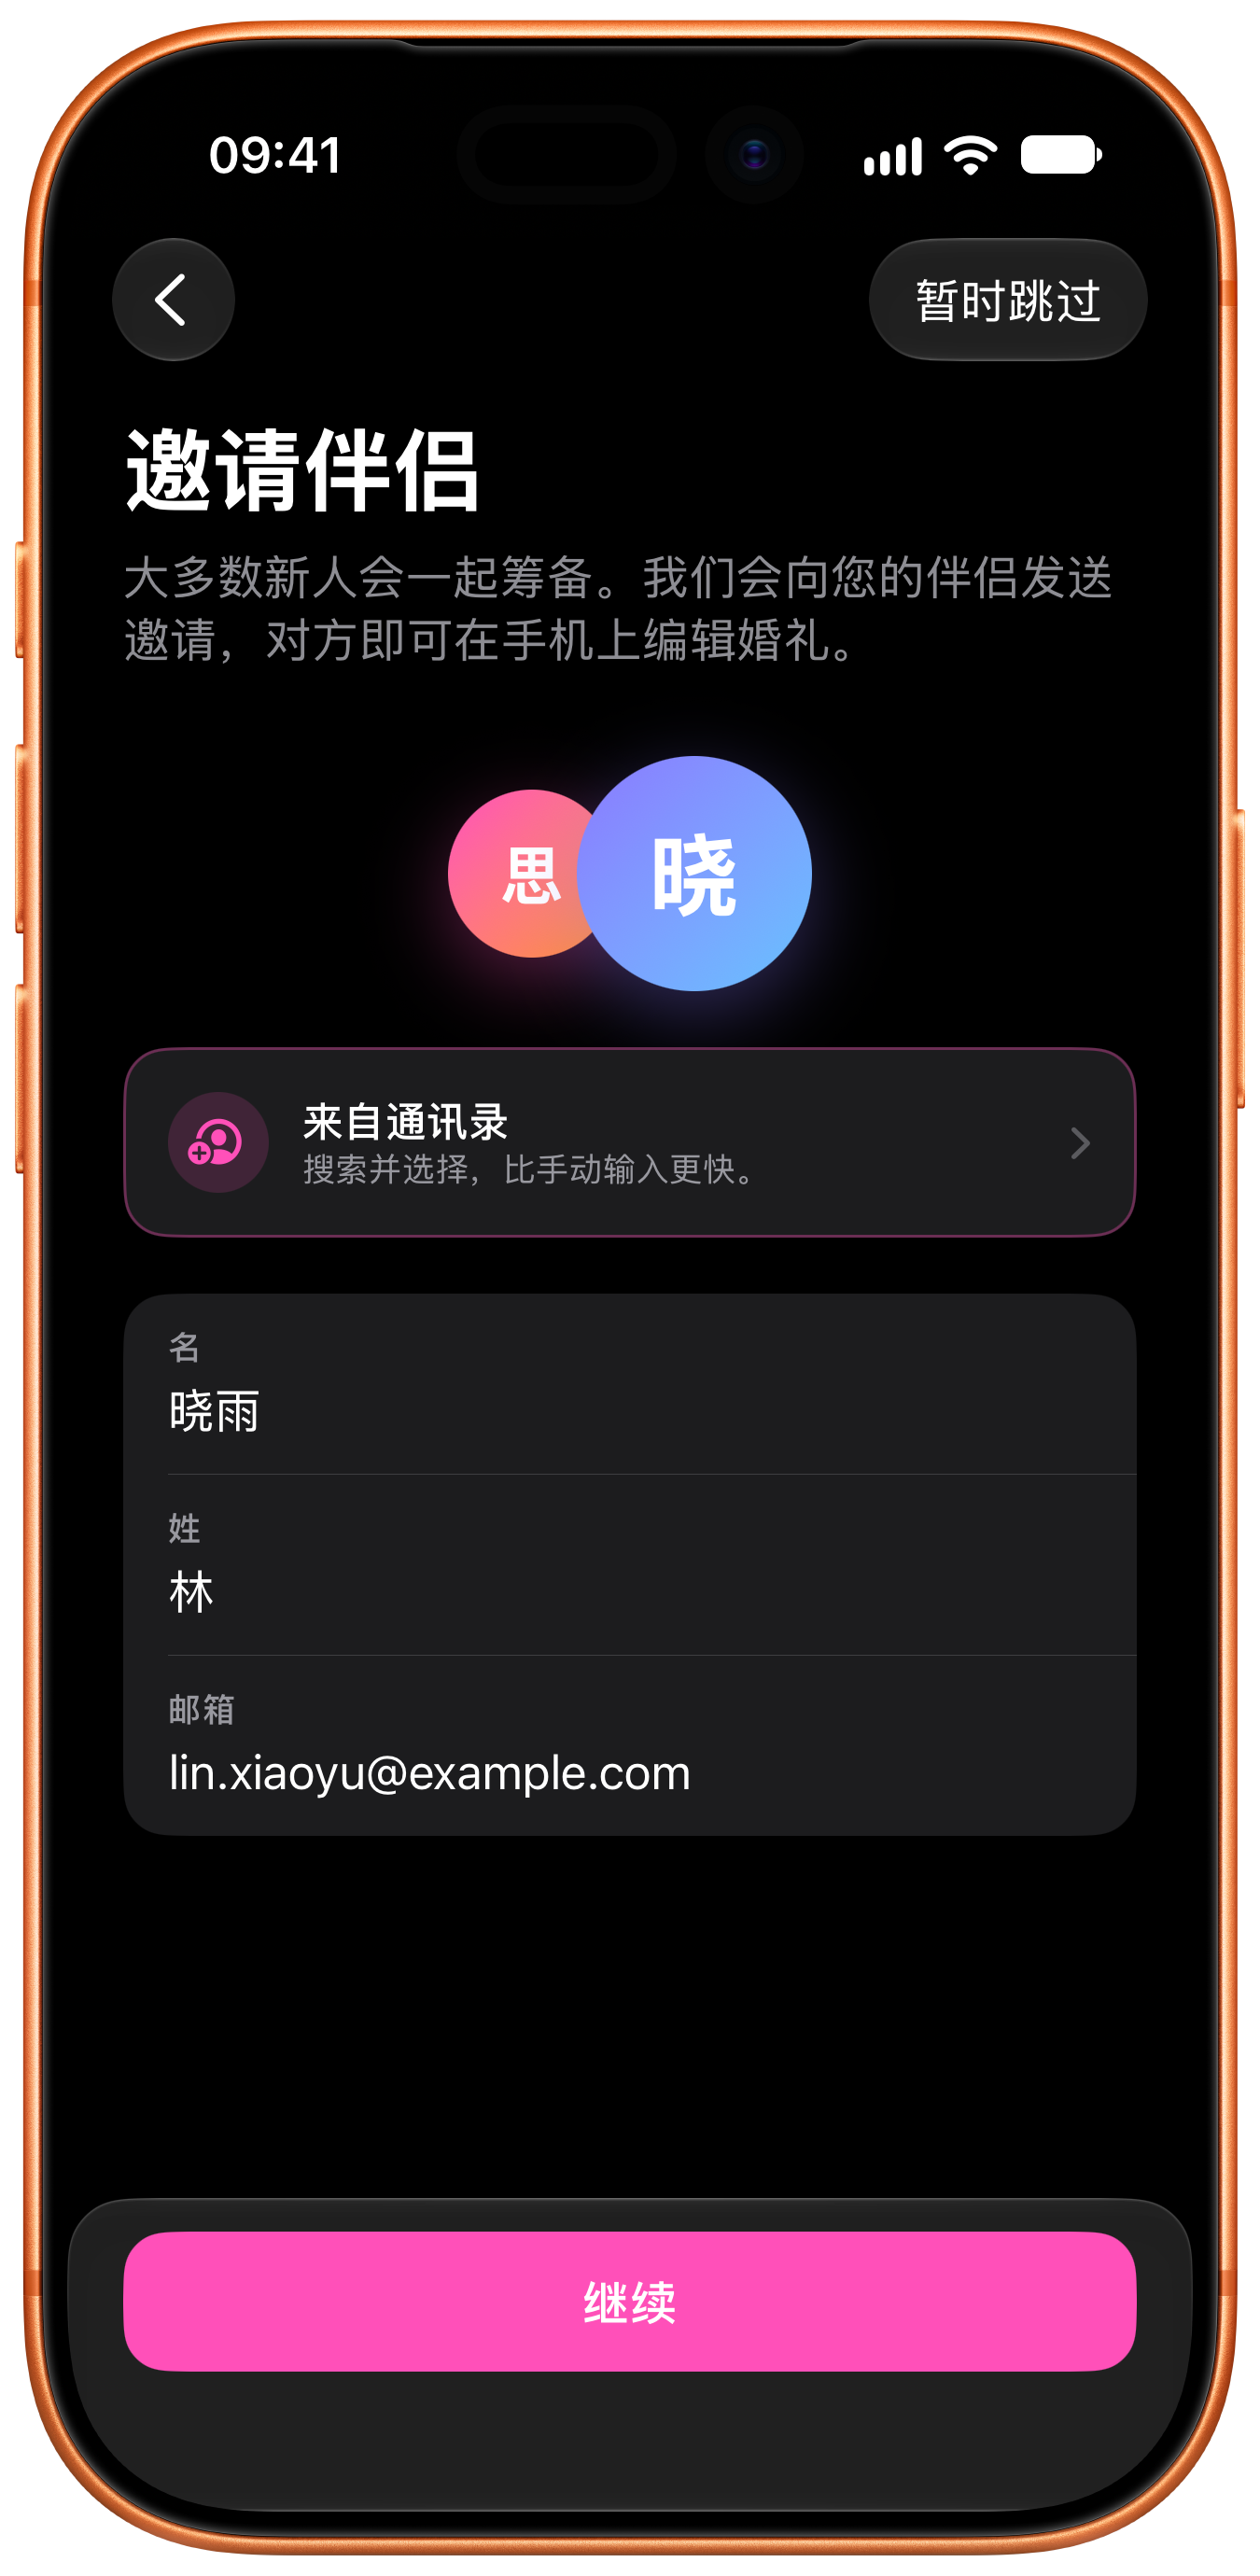 09:41
暂时跳过
邀请伴侣
大多数新人会一起筹备。我们会向您的伴侣发送
邀请，对方即可在手机上编辑婚礼。
思
晓
来自通讯录
搜索并选择，比手动输入更快。
名
晓雨
姓
林
邮箱
lin.xiaoyu@example.com
继续